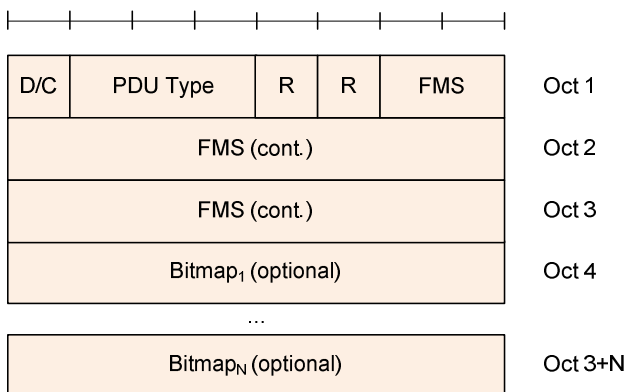 D/C PDU Type R R FMS Oct 1
FMS (cont.) Oct 2
FMS (cont.) Oct 3
Bitmap₁ (optional) Oct 4
...
Bitmap_N (optional) Oct 3+N